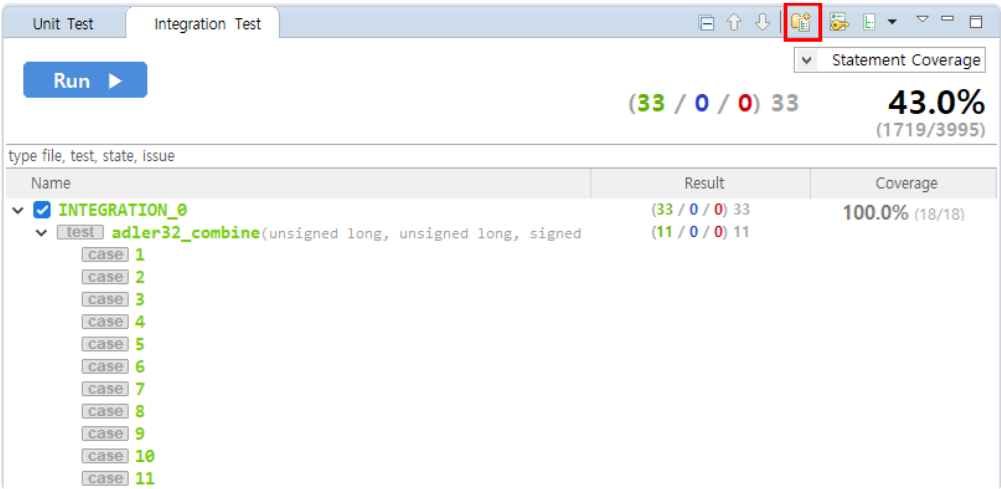 Unit Test Integration Test
Statement Coverage
Run
(33 / 0 / 0) 33 43.0%
(1719/3995)
type file, test, state, issue
Name Result Coverage
INTEGRATION_0 (33 / 0 / 0) 33 100.0% (18/18)
test adler32_combine(unsigned long, unsigned long, signed (11 / 0 / 0) 11
case 1
case 2
case 3
case 4
case 5
case 6
case 7
case 8
case 9
case 10
case 11